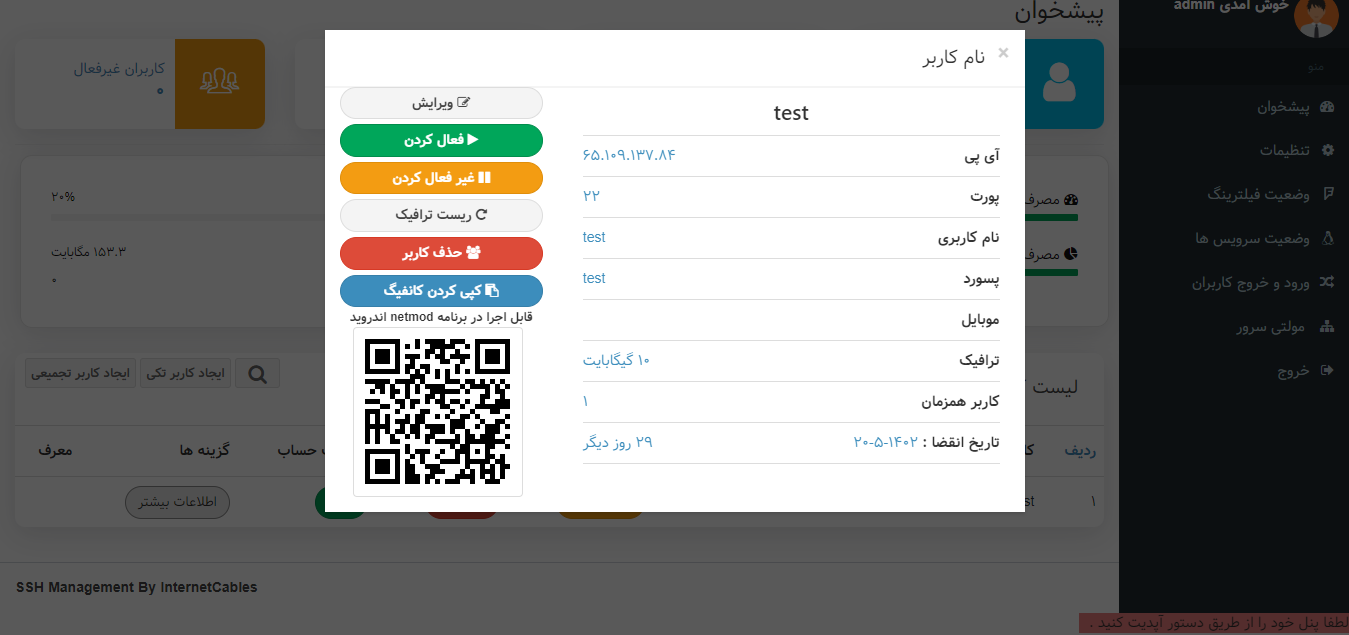 خوش آمدی admin
منو
پیشخوان
تنظیمات
وضعیت فیلترینگ
وضعیت سرویس ها
ورود و خروج کاربران
مولتی سرور
خروج
لطفا پنل خود را از طریق دستور آپدیت کنید .
پیشخوان
کاربران غیرفعال
۰
مصرف
۲۰%
مصرف
۱۵۳.۳ مگابایت
۰
لیست
ایجاد کاربر تکی
ایجاد کاربر تجمیعی
ردیف
حساب
گزینه ها
معرف
۱
اطلاعات بیشتر
× نام کاربر
test
آی پی ۶۵.۱۰۹.۱۳۷.۸۴
پورت ۲۲
نام کاربری test
پسورد test
موبایل
ترافیک ۱۰ گیگابایت
کاربر همزمان ۱
تاریخ انقضا : ۱۴۰۲-۵-۲۰ ۲۹ روز دیگر
ویرایش
فعال کردن
غیر فعال کردن
ریست ترافیک
حذف کاربر
کپی کردن کانفیگ
قابل اجرا در برنامه netmod اندروید
SSH Management By InternetCables